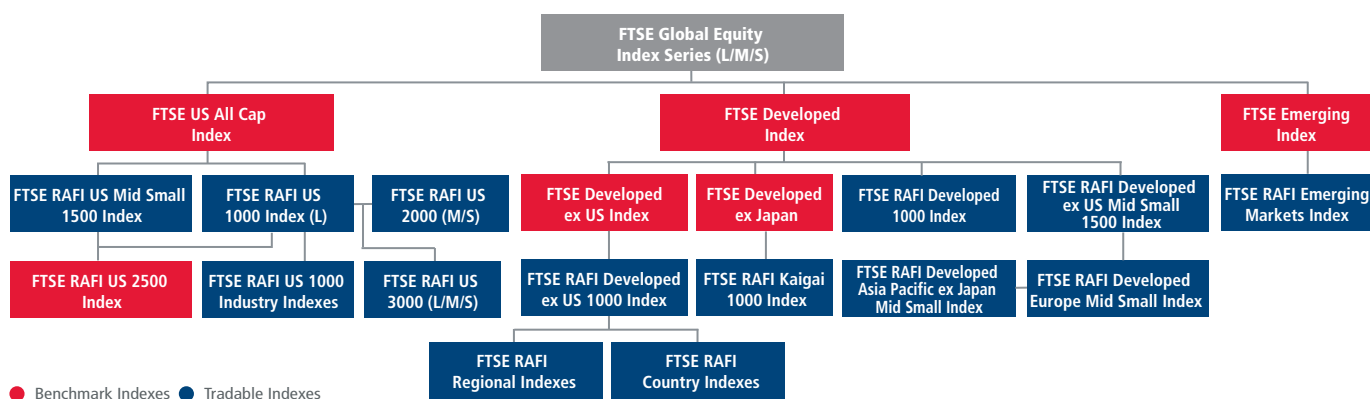 FTSE Global Equity
Index Series (L/M/S)
FTSE US All Cap
Index
FTSE Developed
Index
FTSE Emerging
Index
FTSE RAFI US Mid Small
1500 Index
FTSE RAFI US
1000 Index (L)
FTSE RAFI US
2000 (M/S)
FTSE Developed
ex US Index
FTSE Developed
ex Japan
FTSE RAFI Developed
1000 Index
FTSE RAFI Developed
ex US Mid Small
1500 Index
FTSE RAFI Emerging
Markets Index
FTSE RAFI US 2500
Index
FTSE RAFI US 1000
Industry Indexes
FTSE RAFI US
3000 (L/M/S)
FTSE RAFI Developed
ex US 1000 Index
FTSE RAFI Kaigai
1000 Index
FTSE RAFI Developed
Asia Pacific ex Japan
Mid Small Index
FTSE RAFI Developed
Europe Mid Small Index
FTSE RAFI
Regional Indexes
FTSE RAFI
Country Indexes
Benchmark Indexes
Tradable Indexes